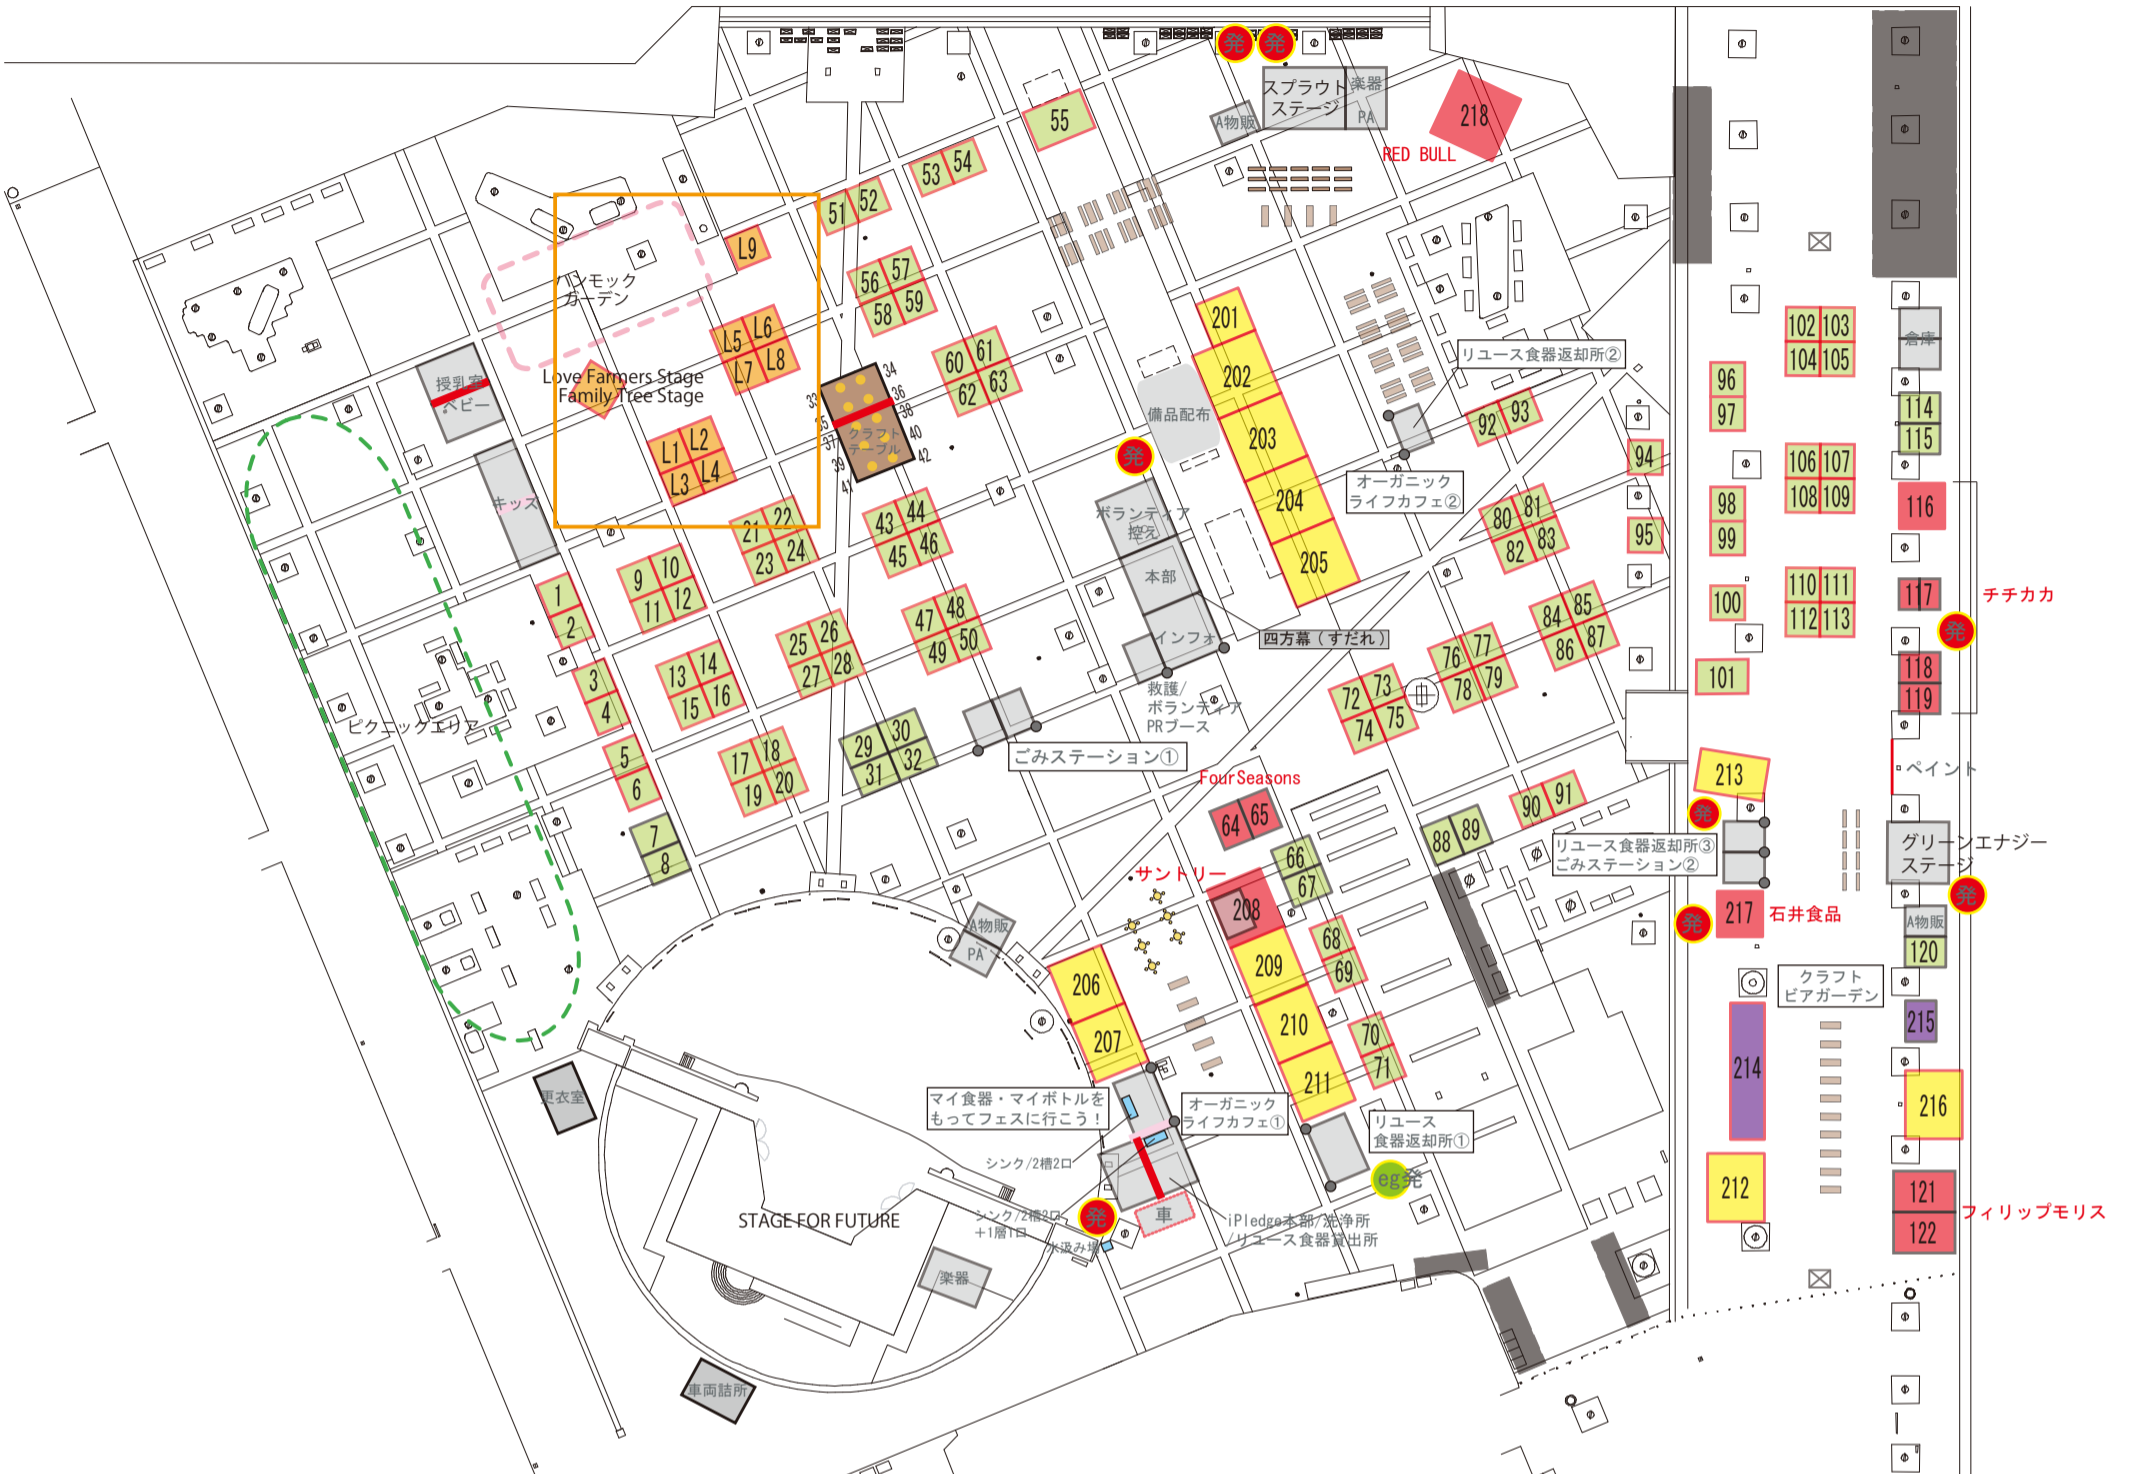 発
発
スプラウト
ステージ
楽器
PA
A物販
218
RED BULL
55
53
54
51
52
L9
ハンモック
ガーデン
56
57
58
59
L5
L6
L7
L8
Love Farmers Stage
Family Tree Stage
授乳室
ベビー
キッズ
L1
L2
L3
L4
33
34
35
36
37
38
39
40
41
42
クラフト
テーブル
60
61
62
63
201
202
203
204
205
備品配布
発
リユース食器返却所②
オーガニック
ライフカフェ②
92
93
94
95
96
97
98
99
100
101
102
103
104
105
106
107
108
109
110
111
112
113
倉庫
114
115
116
117
チチカカ
発
118
119
ペイント
21
22
23
24
43
44
45
46
ボランティア
控え
本部
インフォ
四方幕（すだれ）
救護/
ボランティア
PRブース
80
81
82
83
84
85
86
87
1
2
3
4
5
6
7
8
9
10
11
12
13
14
15
16
17
18
19
20
25
26
27
28
29
30
31
32
47
48
49
50
ごみステーション①
72
73
74
75
76
77
78
79
ピクニックエリア
FourSeasons
64
65
66
67
88
89
90
91
213
発
リユース食器返却所③
ごみステーション②
グリーンエナジー
ステージ
発
サントリー
208
209
210
211
68
69
70
71
発
217
石井食品
A物販
120
クラフト
ビアガーデン
214
215
216
212
121
122
フィリップモリス
A物販
PA
206
207
マイ食器・マイボトルを
もってフェスに行こう！
オーガニック
ライフカフェ①
リユース
食器返却所①
eg発
シンク/2槽2口
シンク/2槽2口
＋1層1口
水汲み場
発
車
iPledge本部/洗浄所
/リユース食器貸出所
更衣室
STAGE FOR FUTURE
楽器
車両詰所